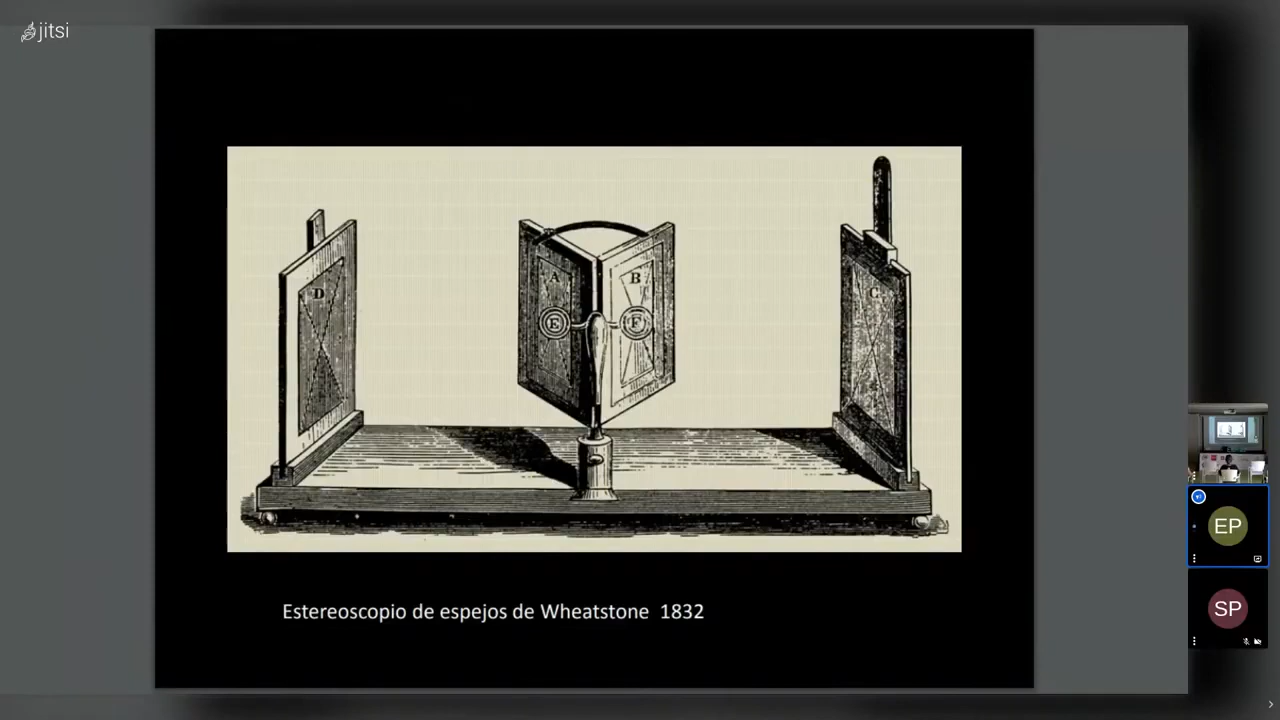 jitsi
D
A
B
C
E
F
Estereoscopio de espejos de Wheatstone 1832
EP
SP